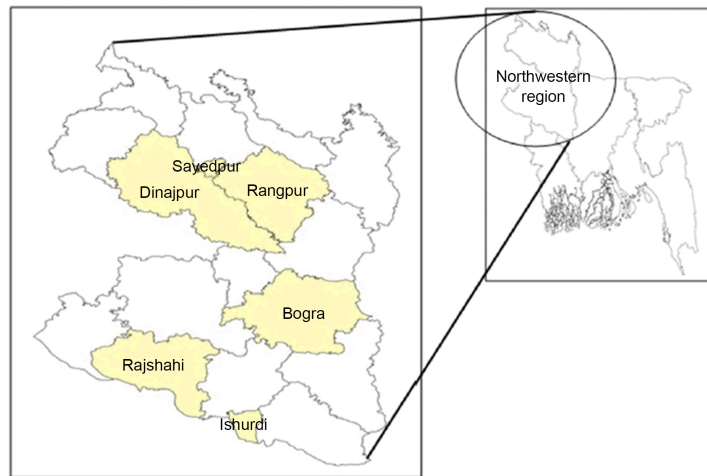 Northwestern
region
Sayedpur
Dinajpur
Rangpur
Bogra
Rajshahi
Ishurdi